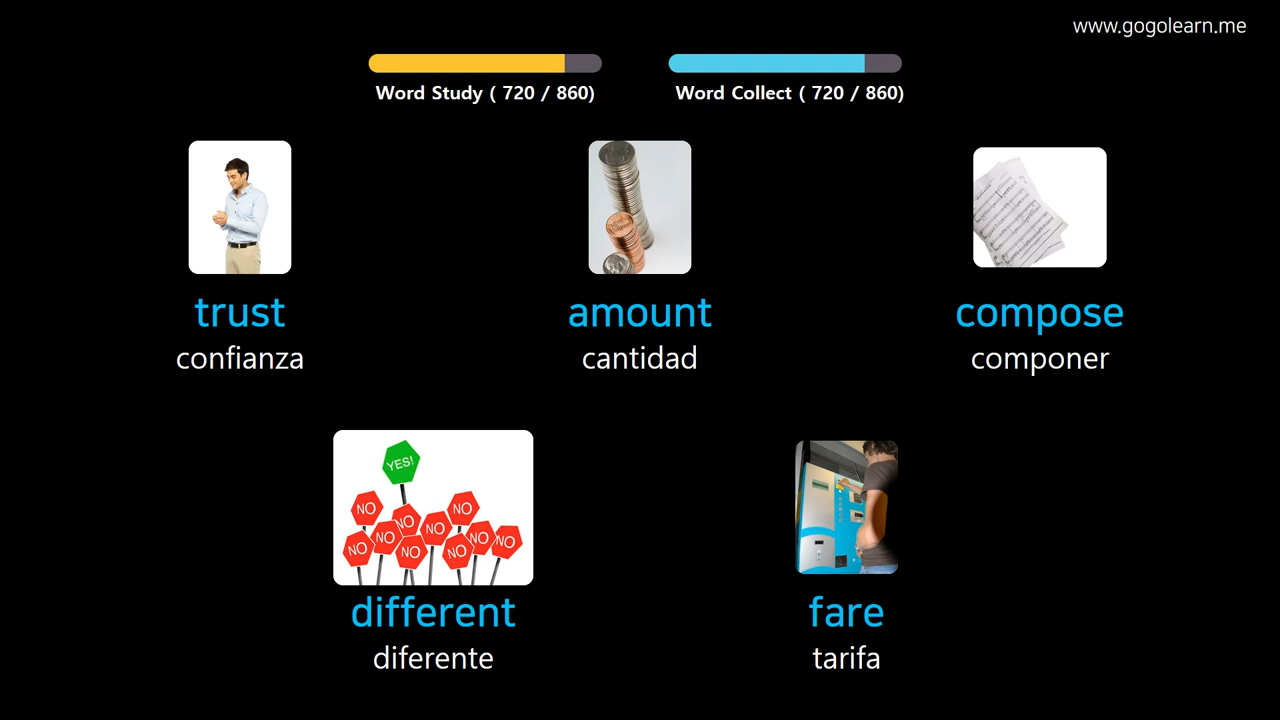 www.gogolearn.me
Word Study ( 720 / 860)
Word Collect ( 720 / 860)
trust
confianza
amount
cantidad
compose
componer
YES!
NO
NO
NO
NO
NO
NO
NO
NO
NO
NO
different
diferente
fare
tarifa